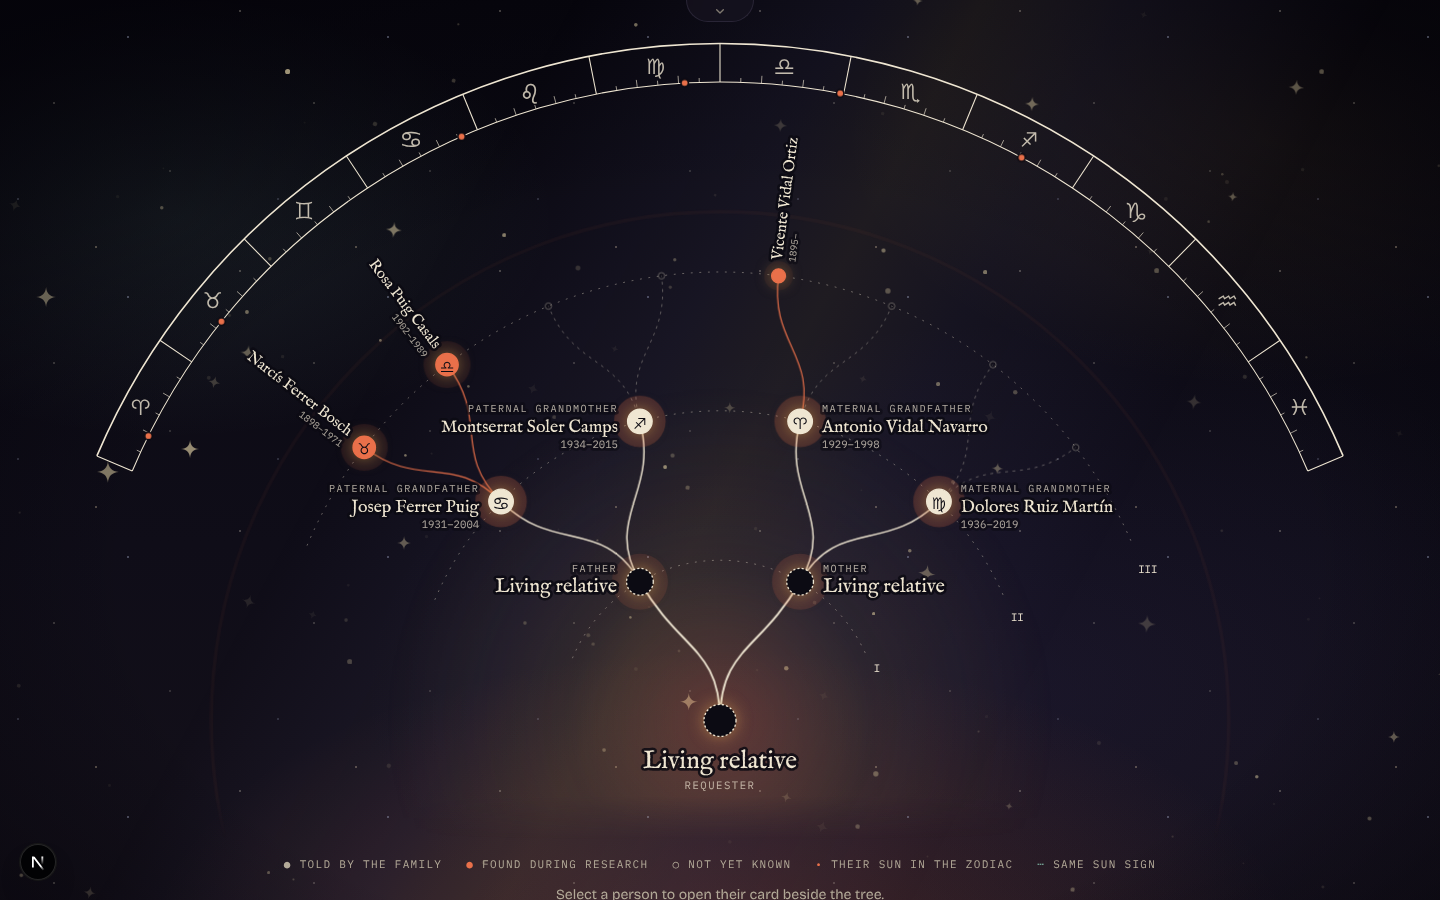 Vicente Vidal Ortiz
1895–
Rosa Puig Casals
1902–1989
Narcís Ferrer Bosch
1898–1971
PATERNAL GRANDMOTHER
Montserrat Soler Camps
1934–2015
MATERNAL GRANDFATHER
Antonio Vidal Navarro
1929–1998
PATERNAL GRANDFATHER
Josep Ferrer Puig
1931–2004
MATERNAL GRANDMOTHER
Dolores Ruiz Martín
1936–2019
FATHER
Living relative
MOTHER
Living relative
III
II
I
Living relative
REQUESTER
TOLD BY THE FAMILY
FOUND DURING RESEARCH
NOT YET KNOWN
THEIR SUN IN THE ZODIAC
SAME SUN SIGN
N
Select a person to open their card beside the tree.